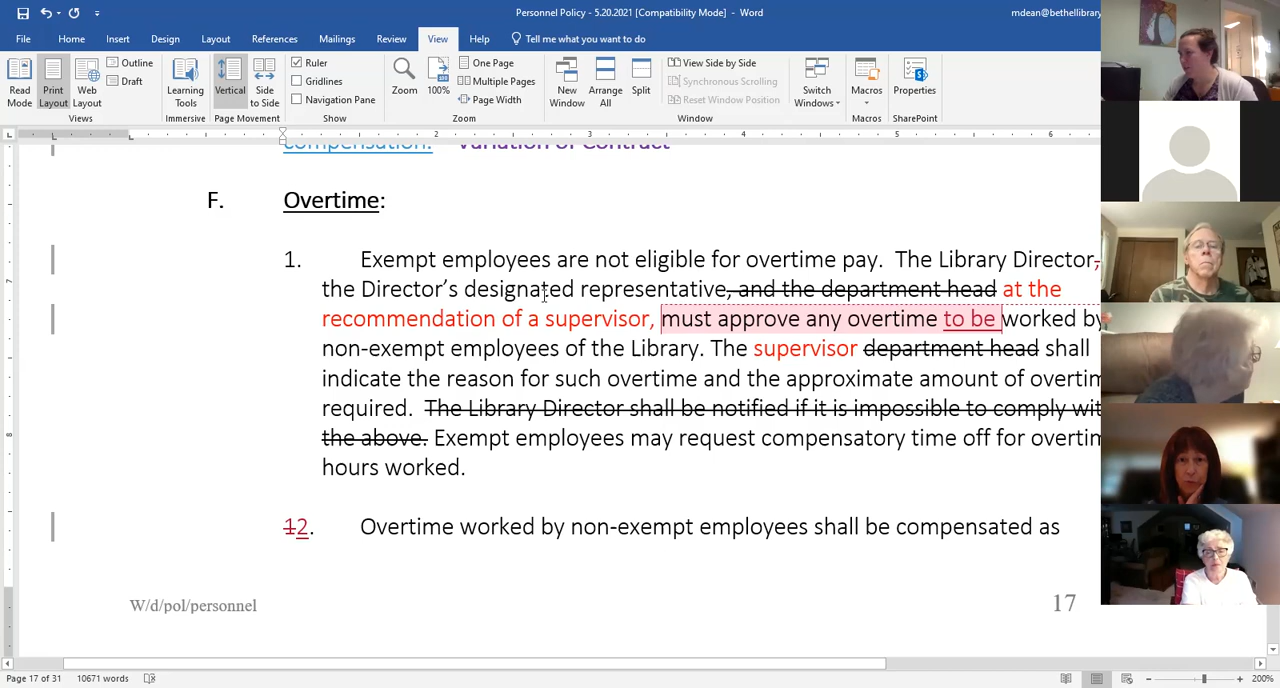 Personnel Policy - 5.20.2021 [Compatibility Mode] - Word
mdean@bethellibrary
File Home Insert Design Layout References Mailings Review View Help Tell me what you want to do
Read Mode
Print Layout
Web Layout
Outline
Draft
Views
Learning Tools
Immersive
Vertical
Side to Side
Page Movement
Ruler
Gridlines
Navigation Pane
Show
Zoom
100%
One Page
Multiple Pages
Page Width
Zoom
New Window
Arrange All
Split
View Side by Side
Synchronous Scrolling
Reset Window Position
Window
Switch Windows
Macros
Macros
Properties
SharePoint
2 3 4 5 6
compensation. Variation of Contract
F. Overtime:
1. Exempt employees are not eligible for overtime pay. The Library Director,
the Director's designated representative, and the department head at the
recommendation of a supervisor, must approve any overtime to be worked by
non-exempt employees of the Library. The supervisor department head shall
indicate the reason for such overtime and the approximate amount of overtim
required. The Library Director shall be notified if it is impossible to comply wit
the above. Exempt employees may request compensatory time off for overtim
hours worked.
12. Overtime worked by non-exempt employees shall be compensated as
W/d/pol/personnel 17
Page 17 of 31 10671 words 200%